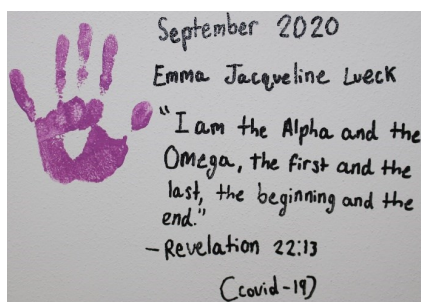 September 2020
Emma Jacqueline Lueck
"I am the Alpha and the
Omega, the first and the
last, the beginning and the
end."
- Revelation 22:13
(covid-19)